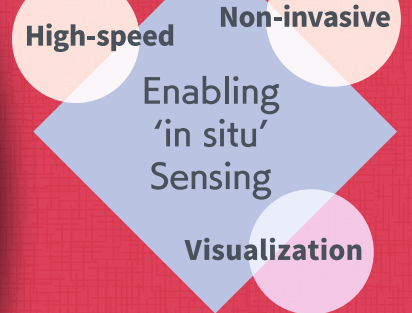 Non-invasive
High-speed
Enabling
‘in situ’
Sensing
Visualization